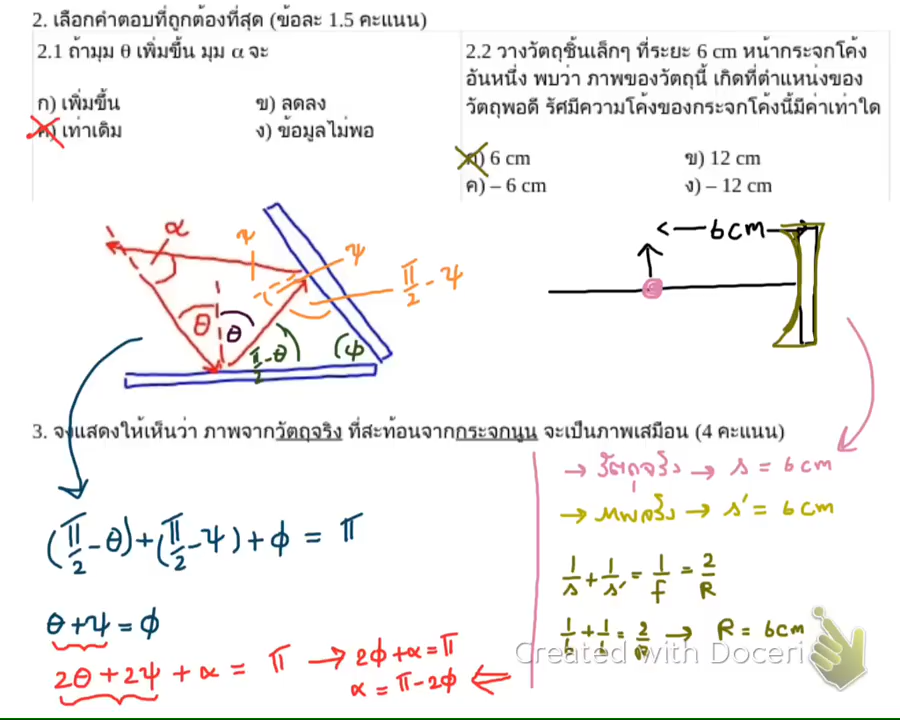 2. เลือกคำตอบที่ถูกต้องที่สุด (ข้อละ 1.5 คะแนน)
2.1 ถ้ามุม θ เพิ่มขึ้น มุม α จะ
ก) เพิ่มขึ้น
ข) ลดลง
ค) เท่าเดิม
ง) ข้อมูลไม่พอ
2.2 วางวัตถุชิ้นเล็กๆ ที่ระยะ 6 cm หน้ากระจกโค้ง
อันหนึ่ง พบว่า ภาพของวัตถุนี้ เกิดที่ตำแหน่งของ
วัตถุพอดี รัศมีความโค้งของกระจกโค้งนี้มีค่าเท่าใด
ก) 6 cm
ข) 12 cm
ค) – 6 cm
ง) – 12 cm
α
ψ
ψ
π/2 - ψ
θ
θ
π/2 - θ
φ
6cm
3. จงแสดงให้เห็นว่า ภาพจากวัตถุจริง ที่สะท้อนจากกระจกนูน จะเป็นภาพเสมือน (4 คะแนน)
(π/2 - θ) + (π/2 - ψ) + φ = π
θ + ψ = φ
2θ + 2ψ + α = π → 2φ + α = π
α = π - 2φ
→ วัตถุจริง → s = 6 cm
→ ภาพจริง → s' = 6 cm
1/s + 1/s' = 1/f = 2/R
1/6 + 1/6 = 2/R → R = 6cm
Created with Doceri